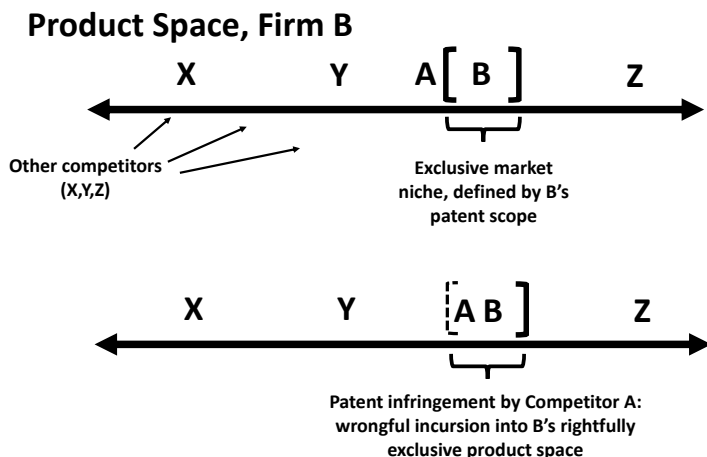 Product Space, Firm B
X Y A [ B ] Z
Other competitors
(X,Y,Z)
Exclusive market
niche, defined by B's
patent scope
X Y [ A B ] Z
Patent infringement by Competitor A:
wrongful incursion into B's rightfully
exclusive product space